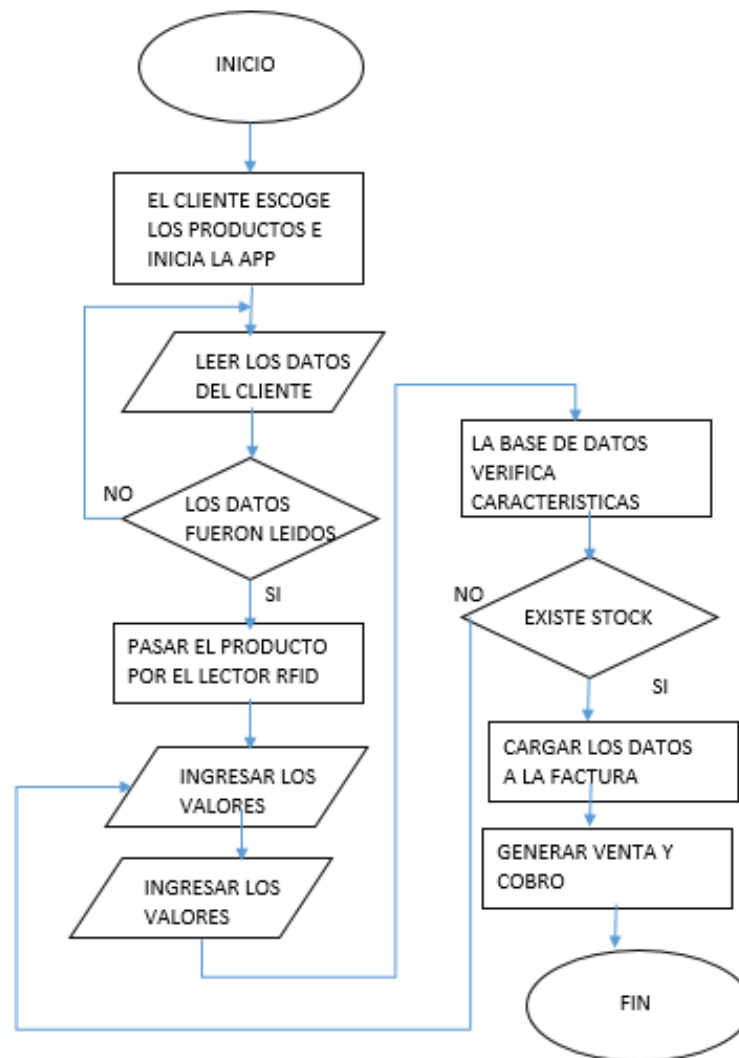 INICIO
EL CLIENTE ESCOGE
LOS PRODUCTOS E
INICIA LA APP
LEER LOS DATOS
DEL CLIENTE
NO
LOS DATOS
FUERON LEIDOS
SI
PASAR EL PRODUCTO
POR EL LECTOR RFID
INGRESAR LOS
VALORES
INGRESAR LOS
VALORES
LA BASE DE DATOS
VERIFICA
CARACTERISTICAS
NO
EXISTE STOCK
SI
CARGAR LOS DATOS
A LA FACTURA
GENERAR VENTA Y
COBRO
FIN